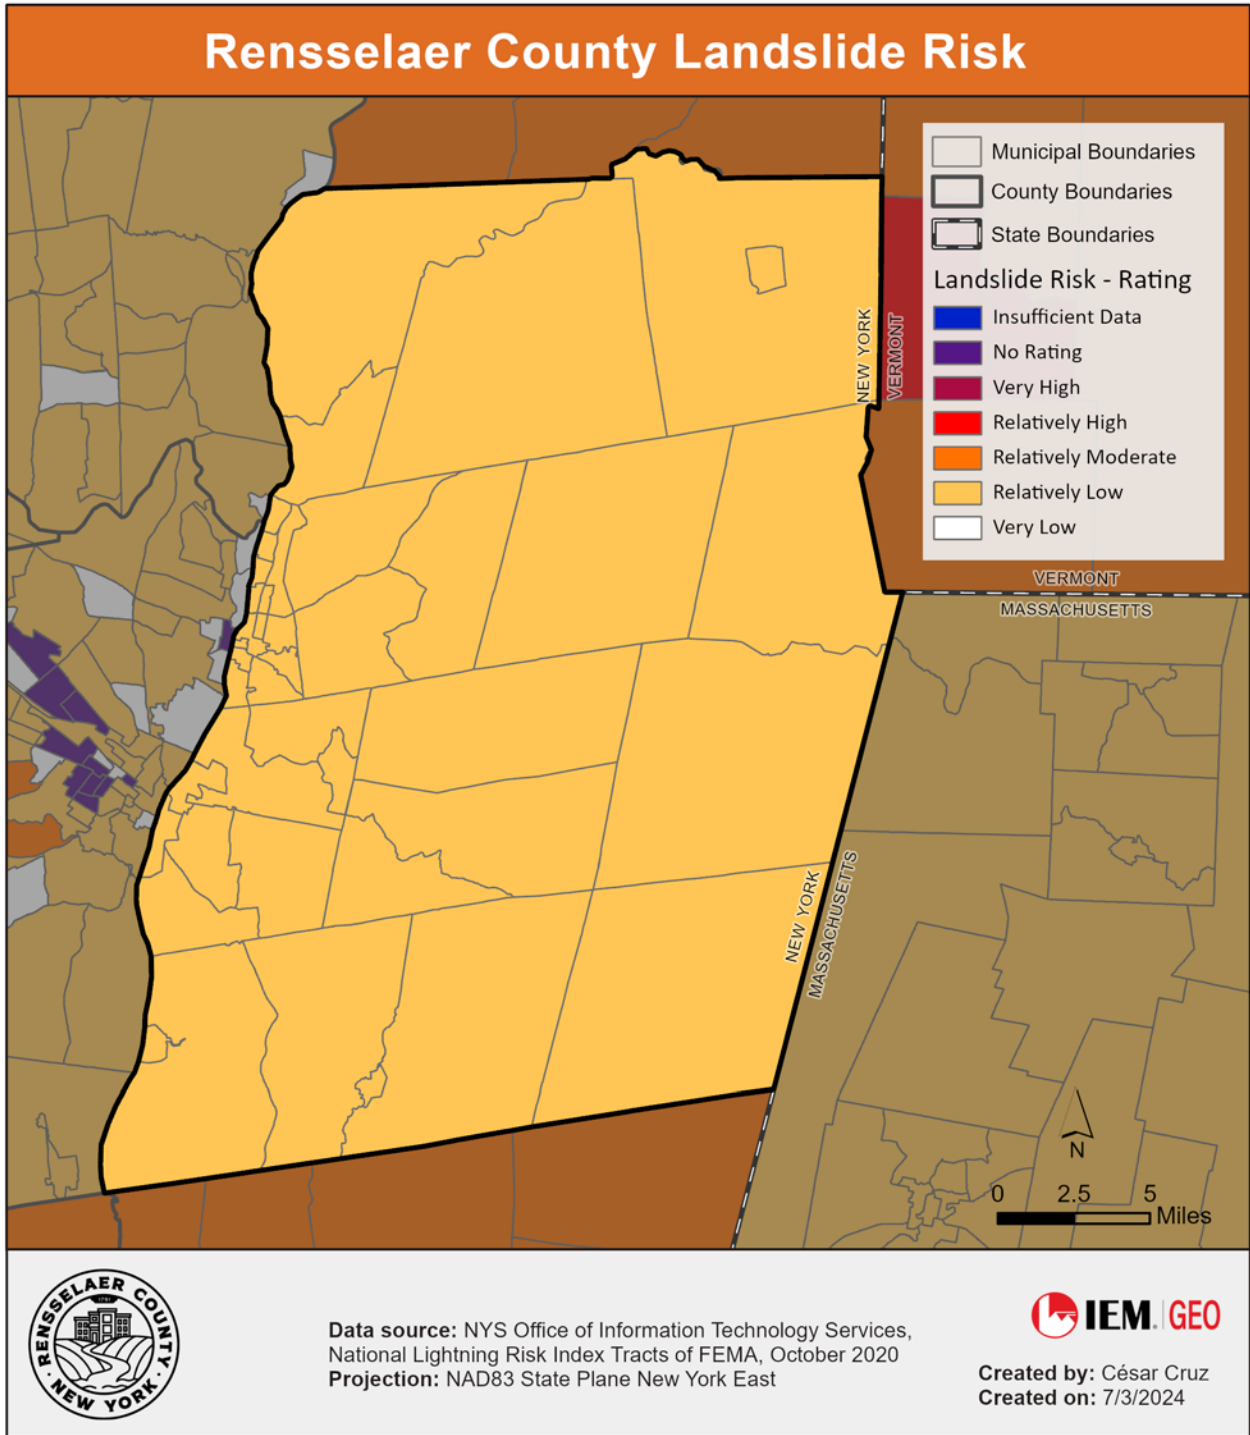 Rensselaer County Landslide Risk
Municipal Boundaries
County Boundaries
State Boundaries
Landslide Risk - Rating
Insufficient Data
No Rating
Very High
Relatively High
Relatively Moderate
Relatively Low
Very Low
NEW YORK
VERMONT
VERMONT
MASSACHUSETTS
NEW YORK
MASSACHUSETTS
N
0 2.5 5
Miles
RENSSELAER COUNTY
1791
· NEW YORK ·
Data source: NYS Office of Information Technology Services,
National Lightning Risk Index Tracts of FEMA, October 2020
Projection: NAD83 State Plane New York East
IEM. GEO
Created by: César Cruz
Created on: 7/3/2024